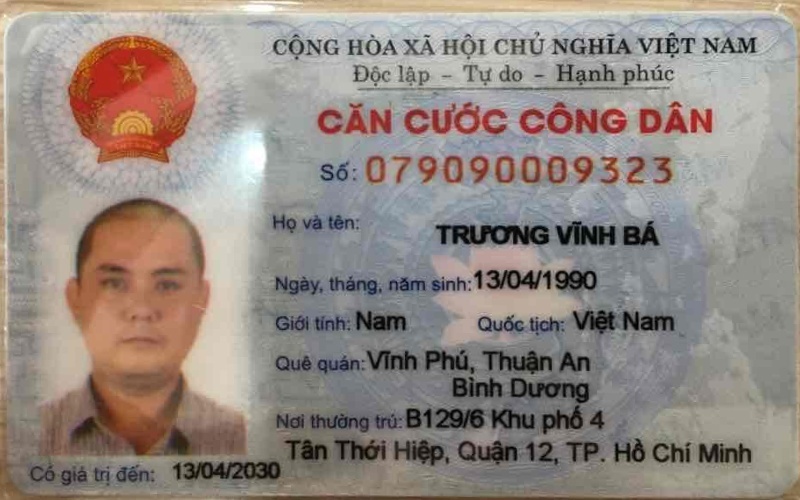 CỘNG HÒA XÃ HỘI CHỦ NGHĨA VIỆT NAM
Độc lập - Tự do - Hạnh phúc
CĂN CƯỚC CÔNG DÂN
Số: 079090009323
Họ và tên: TRƯƠNG VĨNH BÁ
Ngày, tháng, năm sinh: 13/04/1990
Giới tính: Nam Quốc tịch: Việt Nam
Quê quán: Vĩnh Phú, Thuận An
Bình Dương
Nơi thường trú: B129/6 Khu phố 4
Tân Thới Hiệp, Quận 12, TP. Hồ Chí Minh
Có giá trị đến: 13/04/2030